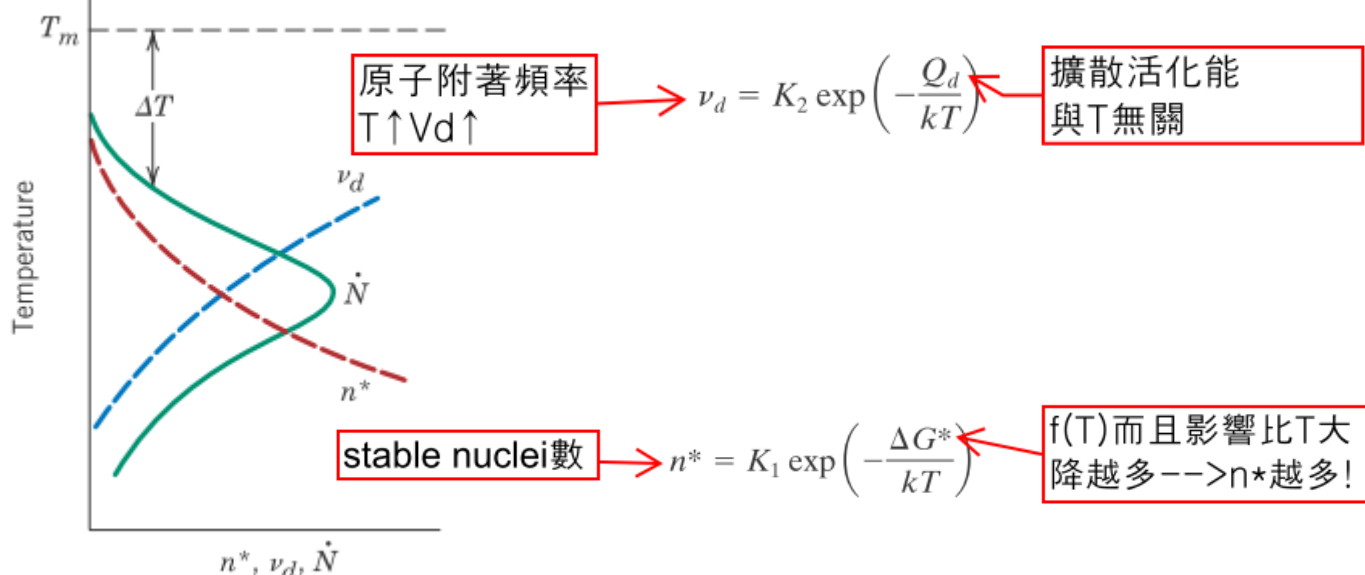 T_m
ΔT
原子附著頻率
T↑Vd↑
ν_d = K_2 exp(−Q_d/kT)
擴散活化能
與T無關
ν_d
Temperature
Ṅ
n*
stable nuclei數
n* = K_1 exp(−ΔG*/kT)
f(T)而且影響比T大
降越多-->n*越多!
n*, ν_d, Ṅ